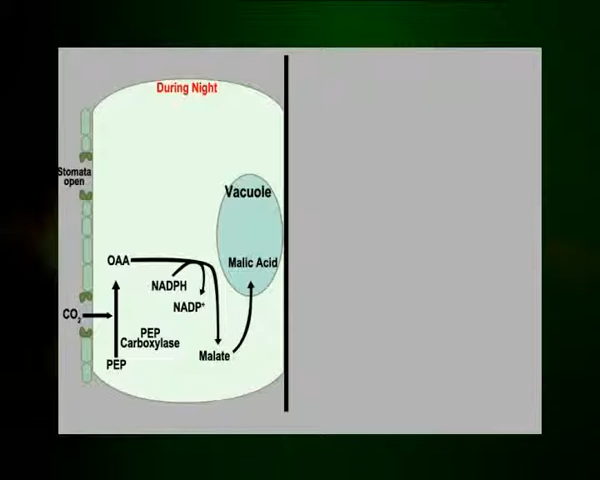 During Night
Stomata
open
Vacuole
OAA
Malic Acid
NADPH
NADP⁺
CO₂
PEP
Carboxylase
Malate
PEP